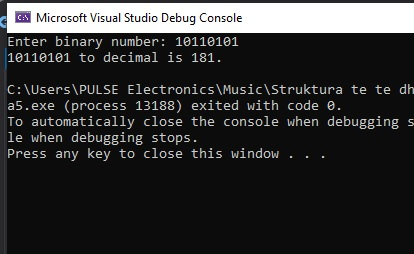 Microsoft Visual Studio Debug Console
Enter binary number: 10110101
10110101 to decimal is 181.
C:\Users\PULSE Electronics\Music\Struktura te te dh
a5.exe (process 13188) exited with code 0.
To automatically close the console when debugging s
le when debugging stops.
Press any key to close this window . . .